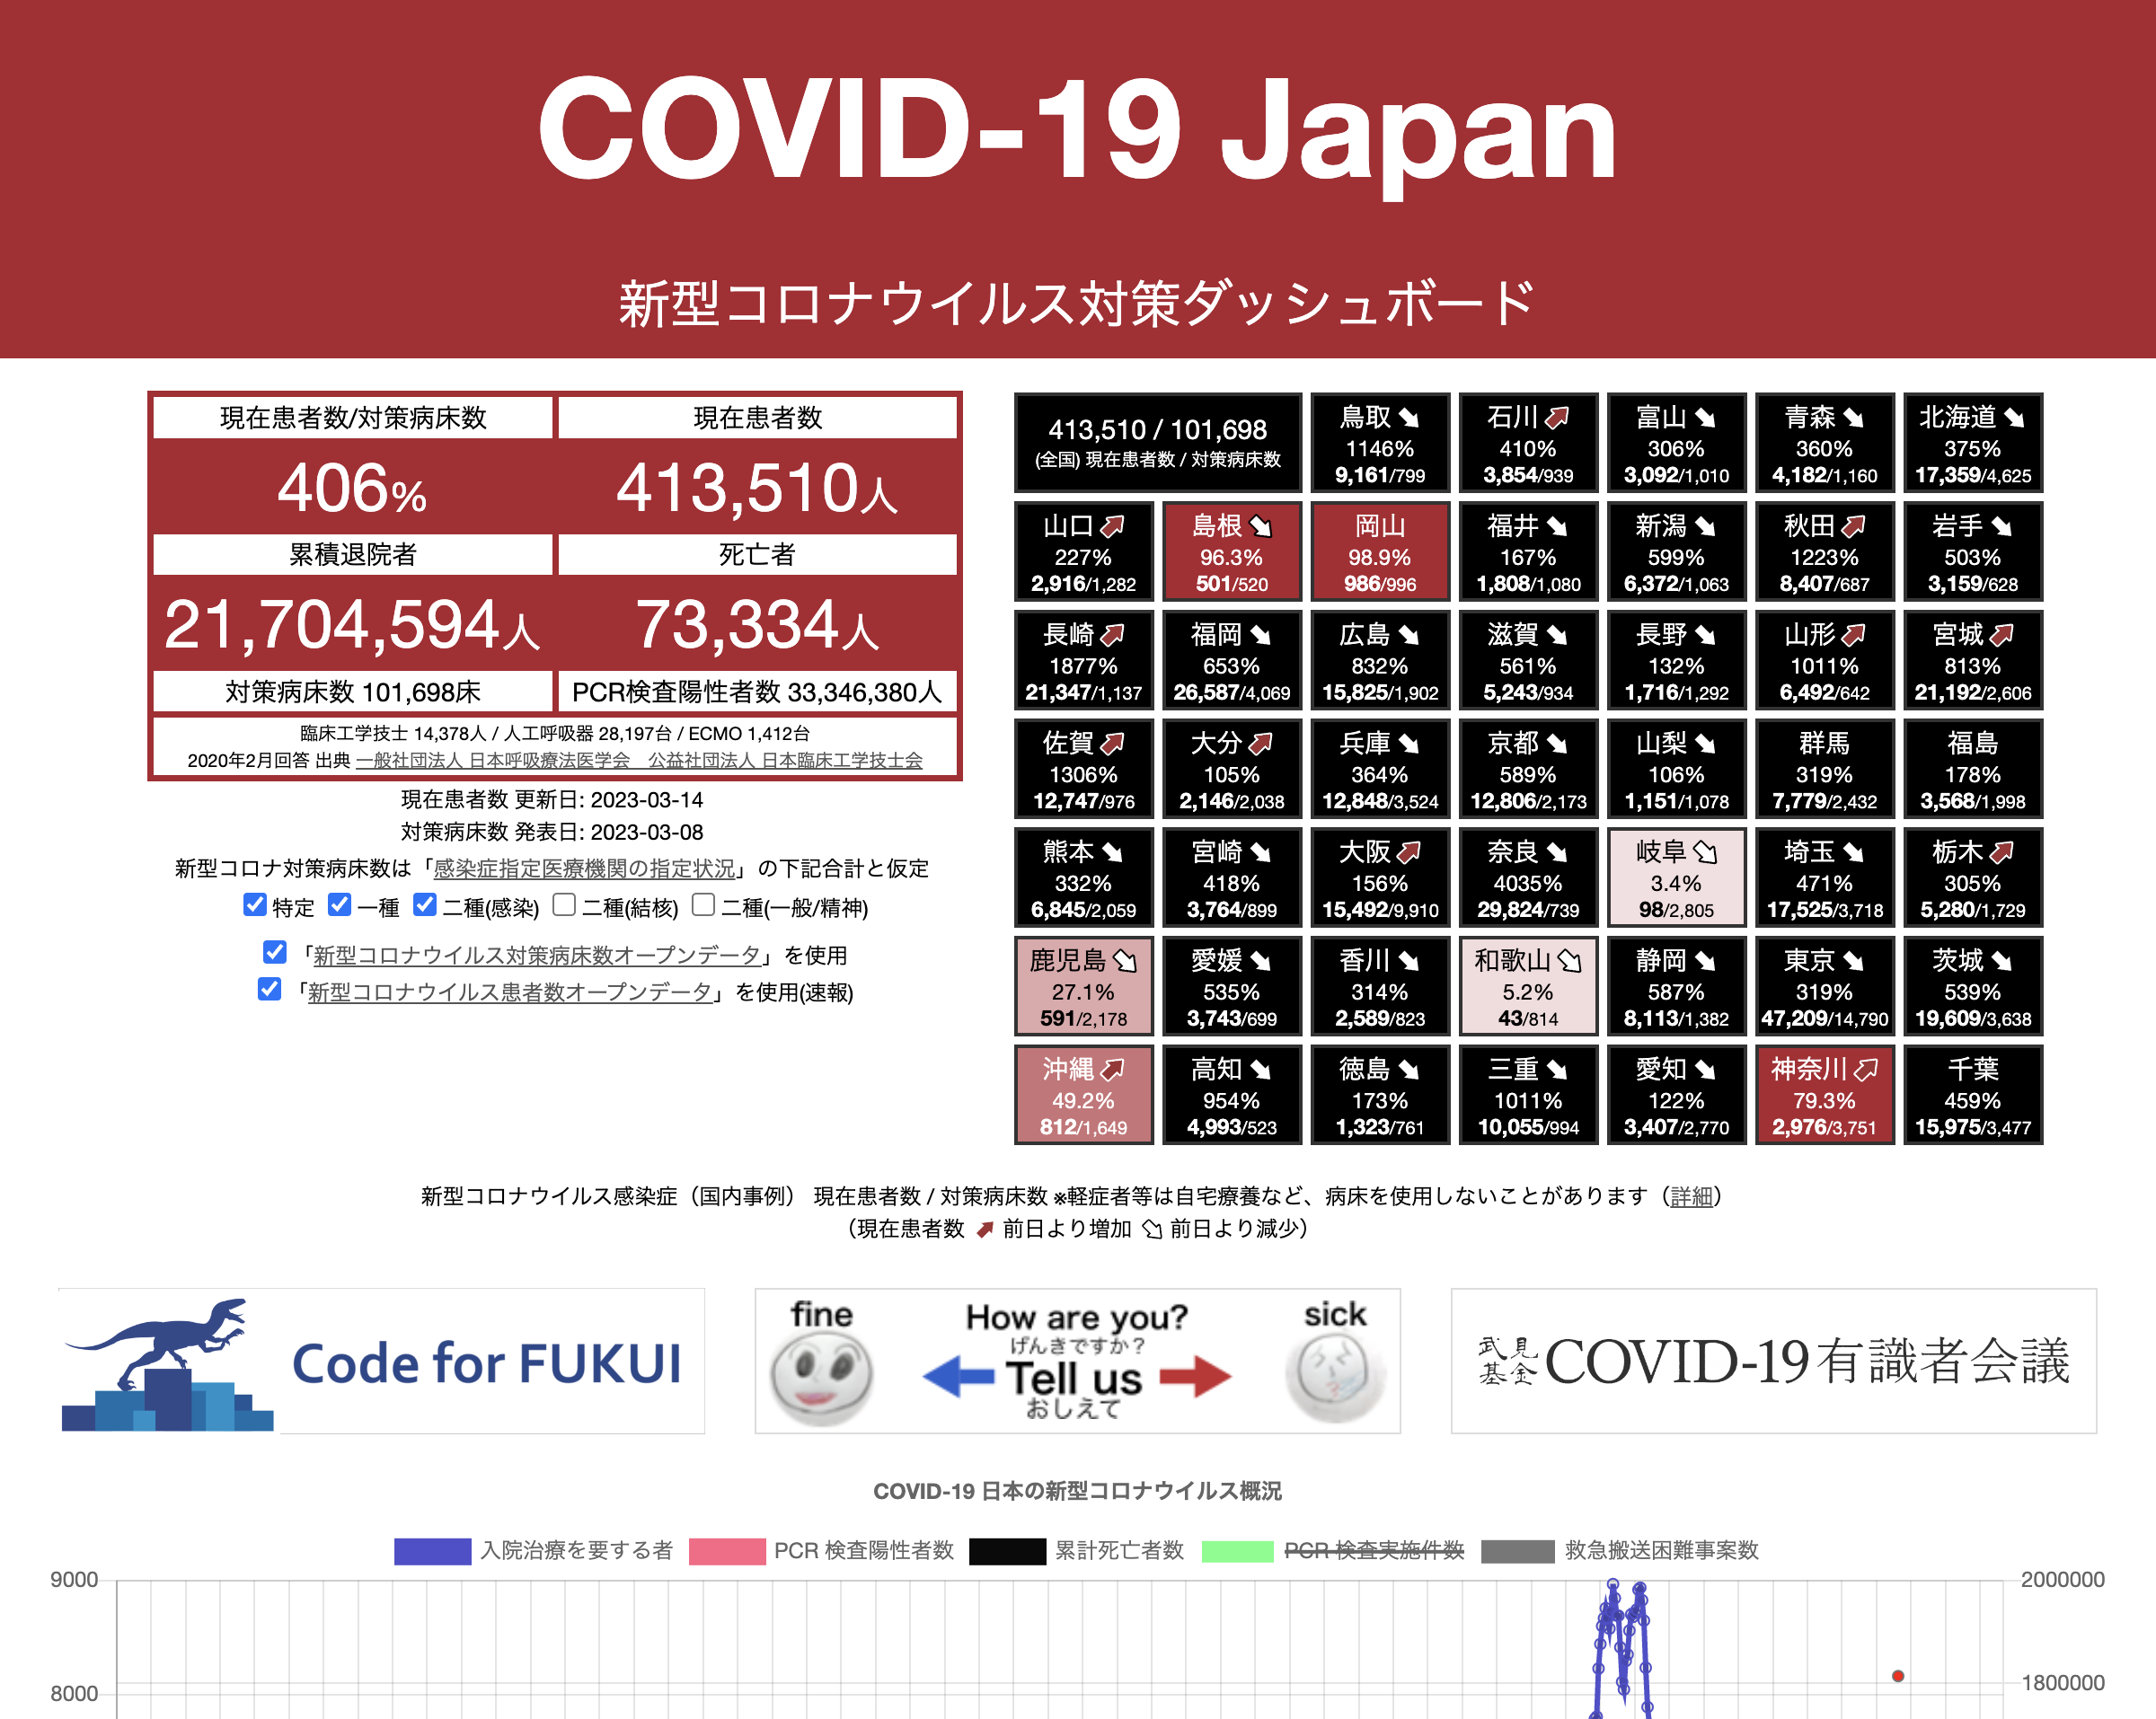 COVID-19 Japan
新型コロナウイルス対策ダッシュボード
現在患者数/対策病床数
現在患者数
406%
413,510人
累積退院者
死亡者
21,704,594人
73,334人
対策病床数 101,698床
PCR検査陽性者数 33,346,380人
臨床工学技士 14,378人 / 人工呼吸器 28,197台 / ECMO 1,412台
2020年2月回答 出典 一般社団法人 日本呼吸療法医学会　公益社団法人 日本臨床工学技士会
現在患者数 更新日: 2023-03-14
対策病床数 発表日: 2023-03-08
新型コロナ対策病床数は「感染症指定医療機関の指定状況」の下記合計と仮定
特定 一種 二種(感染) 二種(結核) 二種(一般/精神)
「新型コロナウイルス対策病床数オープンデータ」を使用
「新型コロナウイルス患者数オープンデータ」を使用(速報)
413,510 / 101,698
(全国) 現在患者数 / 対策病床数
鳥取
1146%
9,161/799
石川
410%
3,854/939
富山
306%
3,092/1,010
青森
360%
4,182/1,160
北海道
375%
17,359/4,625
山口
227%
2,916/1,282
島根
96.3%
501/520
岡山
98.9%
986/996
福井
167%
1,808/1,080
新潟
599%
6,372/1,063
秋田
1223%
8,407/687
岩手
503%
3,159/628
長崎
1877%
21,347/1,137
福岡
653%
26,587/4,069
広島
832%
15,825/1,902
滋賀
561%
5,243/934
長野
132%
1,716/1,292
山形
1011%
6,492/642
宮城
813%
21,192/2,606
佐賀
1306%
12,747/976
大分
105%
2,146/2,038
兵庫
364%
12,848/3,524
京都
589%
12,806/2,173
山梨
106%
1,151/1,078
群馬
319%
7,779/2,432
福島
178%
3,568/1,998
熊本
332%
6,845/2,059
宮崎
418%
3,764/899
大阪
156%
15,492/9,910
奈良
4035%
29,824/739
岐阜
3.4%
98/2,805
埼玉
471%
17,525/3,718
栃木
305%
5,280/1,729
鹿児島
27.1%
591/2,178
愛媛
535%
3,743/699
香川
314%
2,589/823
和歌山
5.2%
43/814
静岡
587%
8,113/1,382
東京
319%
47,209/14,790
茨城
539%
19,609/3,638
沖縄
49.2%
812/1,649
高知
954%
4,993/523
徳島
173%
1,323/761
三重
1011%
10,055/994
愛知
122%
3,407/2,770
神奈川
79.3%
2,976/3,751
千葉
459%
15,975/3,477
新型コロナウイルス感染症（国内事例） 現在患者数 / 対策病床数 ※軽症者等は自宅療養など、病床を使用しないことがあります（詳細）
（現在患者数 前日より増加 前日より減少）
Code for FUKUI
fine
How are you?
げんきですか？
Tell us
おしえて
sick
武見基金 COVID-19有識者会議
COVID-19 日本の新型コロナウイルス概況
入院治療を要する者 PCR 検査陽性者数 累計死亡者数 PCR 検査実施件数 救急搬送困難事案数
9000
2000000
8000
1800000